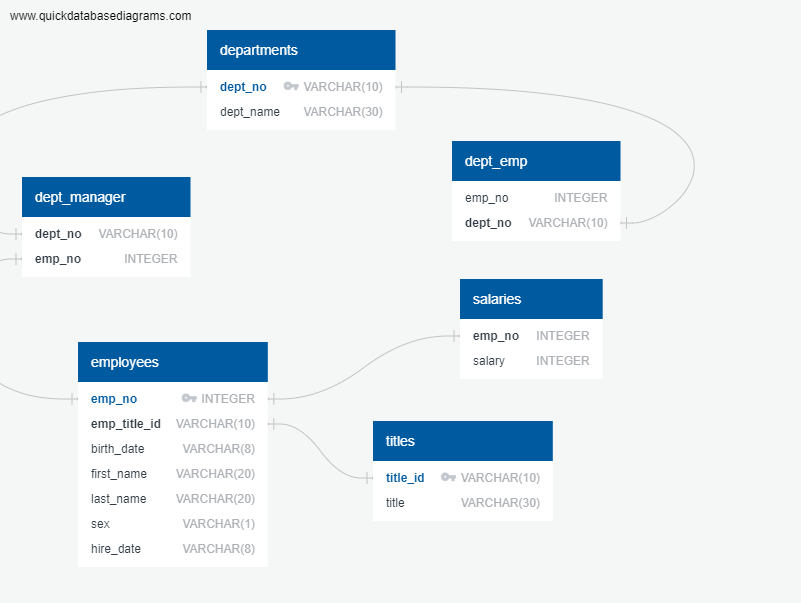 www.quickdatabasediagrams.com
departments
dept_no VARCHAR(10)
dept_name VARCHAR(30)
dept_emp
emp_no INTEGER
dept_no VARCHAR(10)
dept_manager
dept_no VARCHAR(10)
emp_no INTEGER
salaries
emp_no INTEGER
salary INTEGER
employees
emp_no INTEGER
emp_title_id VARCHAR(10)
birth_date VARCHAR(8)
first_name VARCHAR(20)
last_name VARCHAR(20)
sex VARCHAR(1)
hire_date VARCHAR(8)
titles
title_id VARCHAR(10)
title VARCHAR(30)